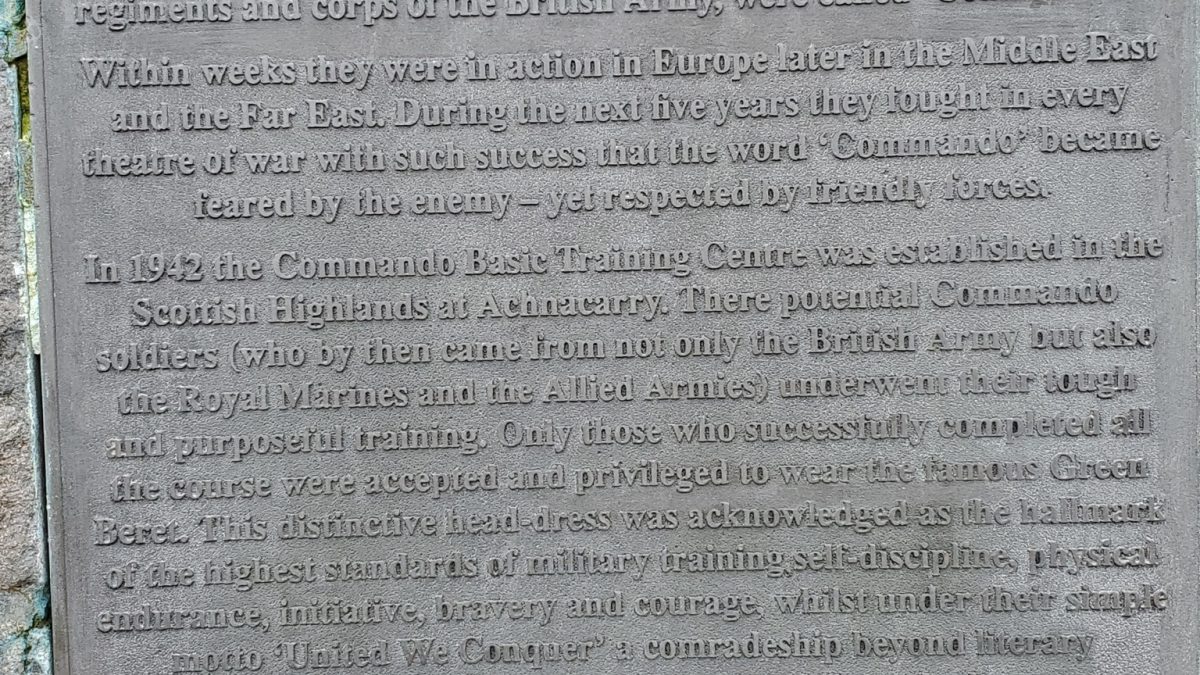 regiments and corps of the British Army, were called
Within weeks they were in action in Europe later in the Middle East
and the Far East. During the next five years they fought in every
theatre of war with such success that the word ‘Commando’ became
feared by the enemy – yet respected by friendly forces.
In 1942 the Commando Basic Training Centre was established in the
Scottish Highlands at Achnacarry. There potential Commando
soldiers (who by then came from not only the British Army but also
the Royal Marines and the Allied Armies) underwent their tough
and purposeful training. Only those who successfully completed all
the course were accepted and privileged to wear the famous Green
Beret. This distinctive head-dress was acknowledged as the hallmark
of the highest standards of military training,self-discipline, physical
endurance, initiative, bravery and courage, whilst under their simple
motto ‘United We Conquer’ a comradeship beyond literary